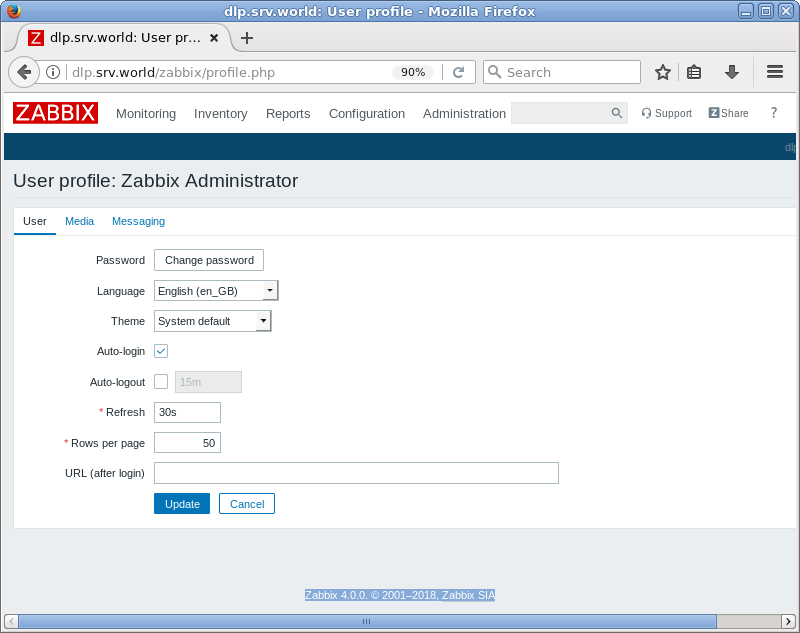 dlp.srv.world: User profile - Mozilla Firefox
Z dlp.srv.world: User pr...
dlp.srv.world/zabbix/profile.php 90% Search
ZABBIX Monitoring Inventory Reports Configuration Administration Support Z Share ?
dlp
User profile: Zabbix Administrator
User Media Messaging
Password Change password
Language English (en_GB)
Theme System default
Auto-login
Auto-logout 15m
* Refresh 30s
* Rows per page 50
URL (after login)
Update Cancel
Zabbix 4.0.0. © 2001–2018, Zabbix SIA